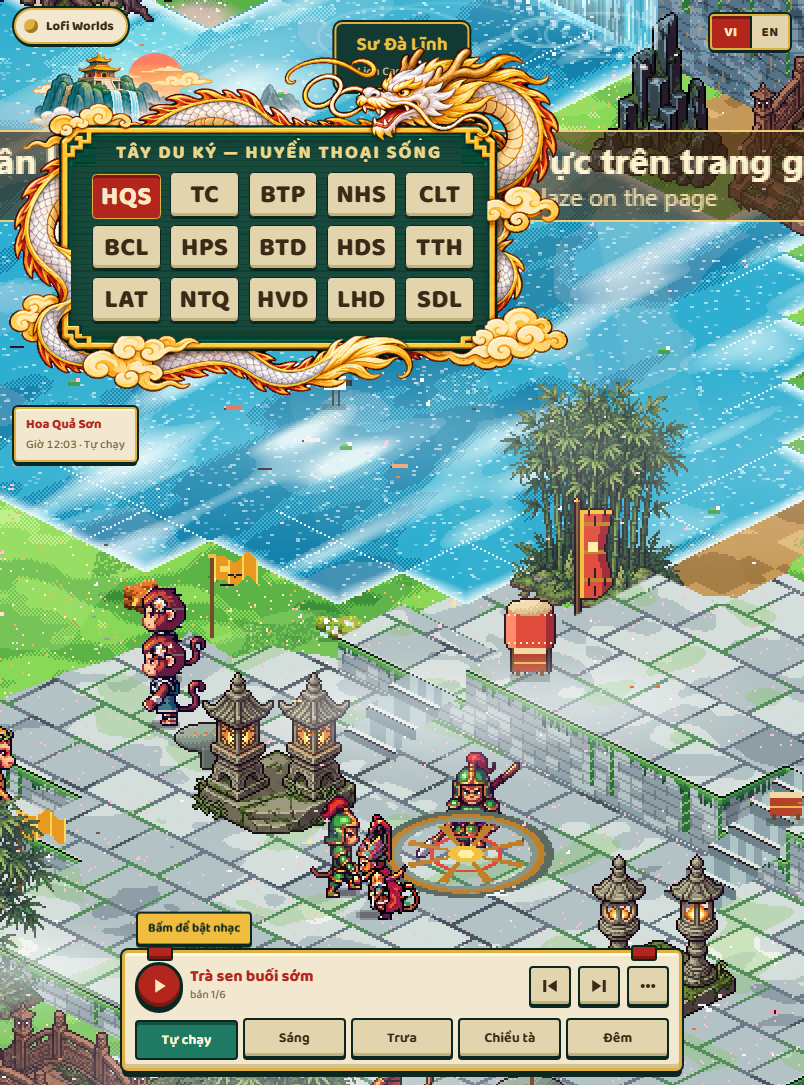 Lofi Worlds
Sư Đà Lĩnh
VI
EN
TÂY DU KÝ — HUYỀN THOẠI SỐNG
HQS
TC
BTP
NHS
CLT
BCL
HPS
BTD
HDS
TTH
LAT
NTQ
HVD
LHD
SDL
trên trang
on the page
Hoa Quả Sơn
Giờ 12:03 · Tự chạy
Bấm để bật nhạc
Trà sen buổi sớm
bản 1/6
Tự chạy
Sáng
Trưa
Chiều tà
Đêm